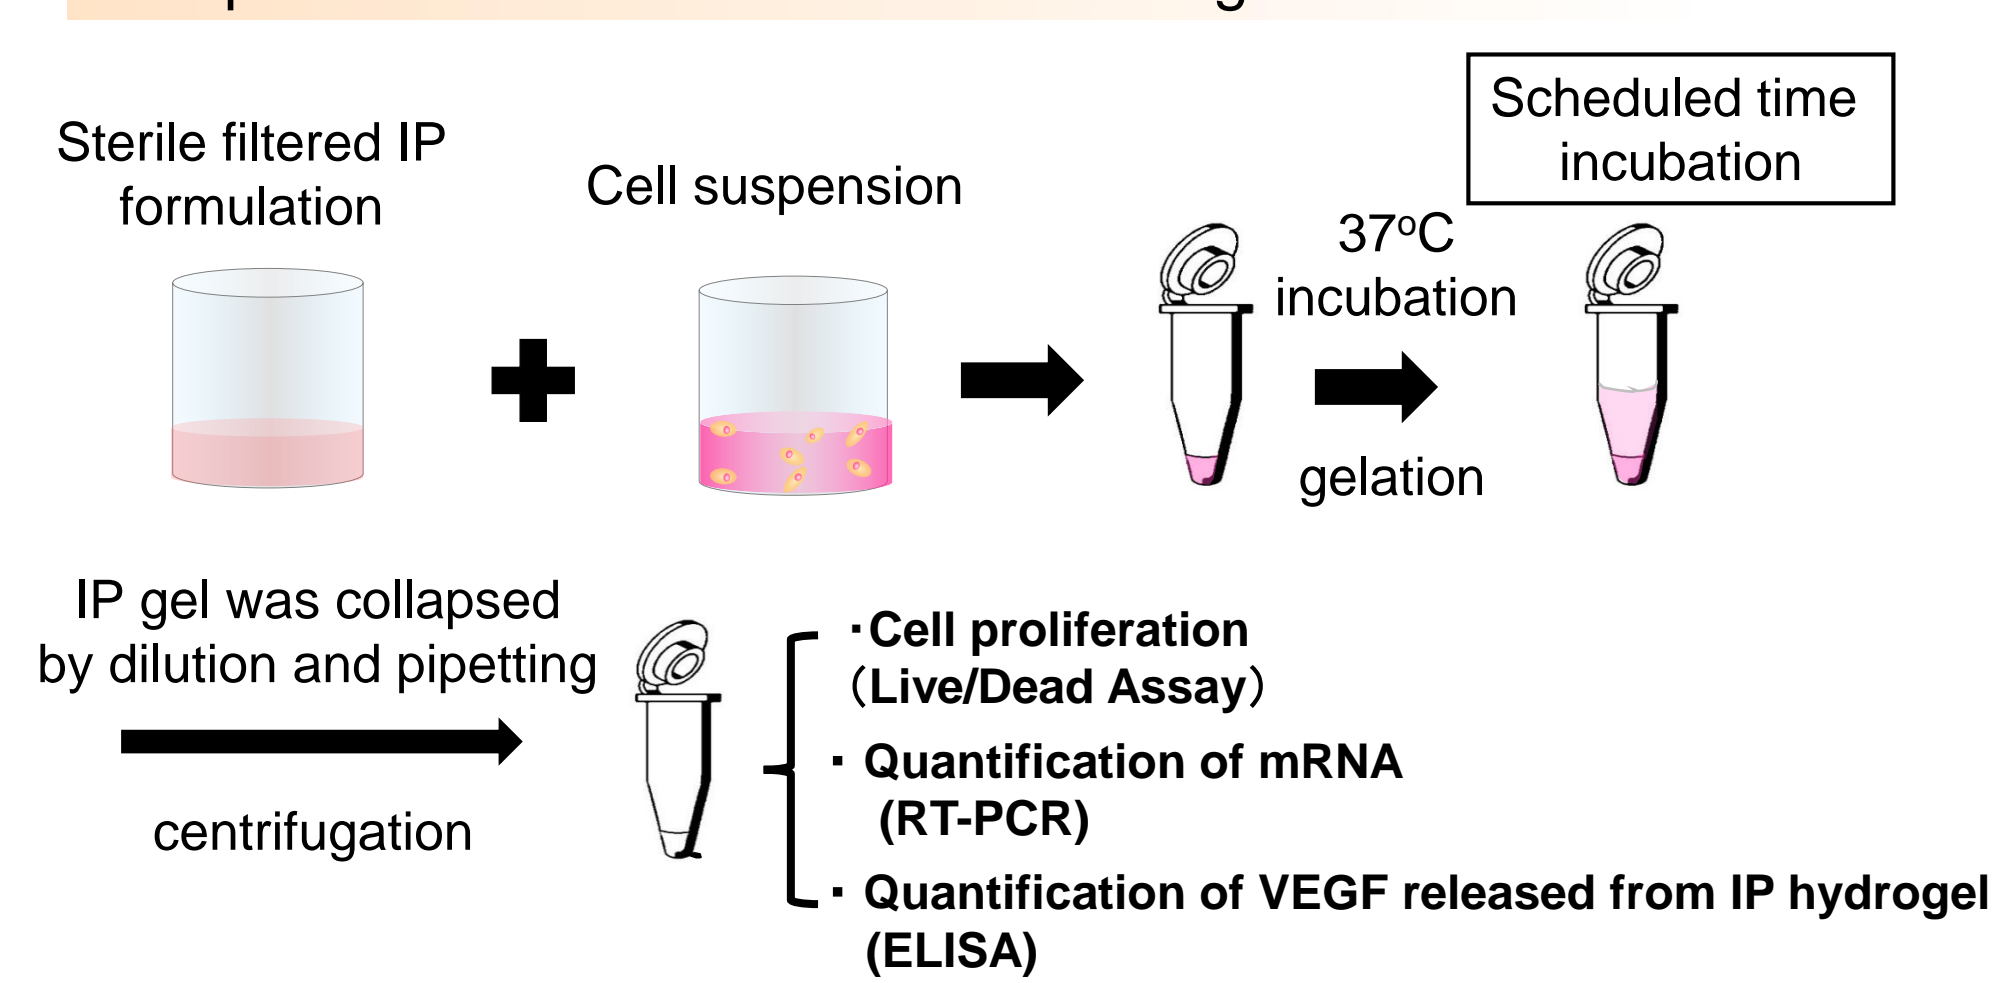 Sterile filtered IP
formulation
Cell suspension
37oC
incubation
gelation
Scheduled time
incubation
IP gel was collapsed
by dilution and pipetting
centrifugation
・Cell proliferation
（Live/Dead Assay）
・ Quantification of mRNA
(RT-PCR)
・ Quantification of VEGF released from IP hydrogel
(ELISA)